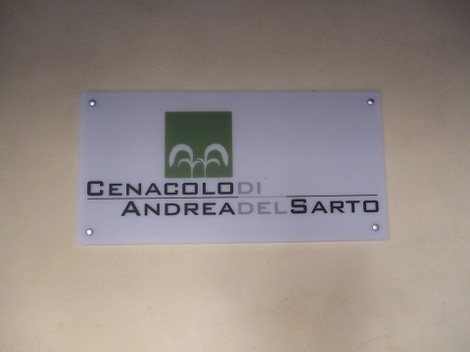 CENACOLO DI
ANDREA DEL SARTO